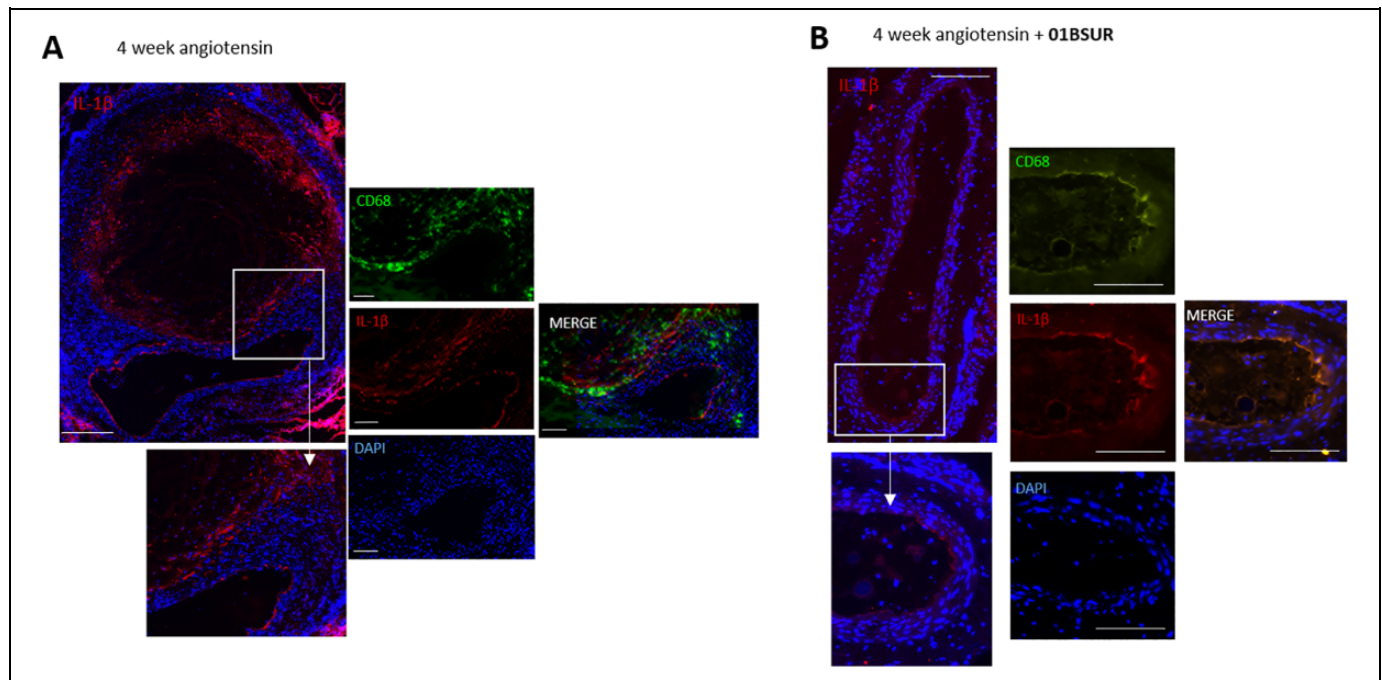 A 4 week angiotensin
IL-1β
CD68
IL-1β
MERGE
DAPI
B 4 week angiotensin + 01BSUR
IL-1β
CD68
IL-1β
MERGE
DAPI